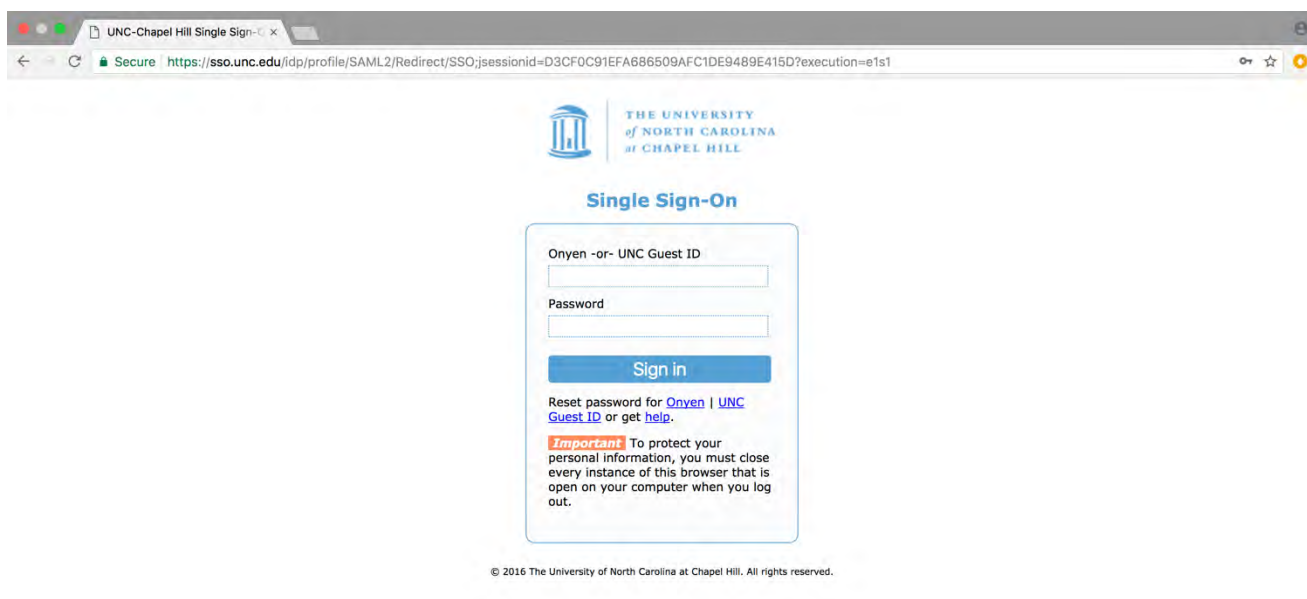 UNC-Chapel Hill Single Sign-O
Secure https://sso.unc.edu/idp/profile/SAML2/Redirect/SSO;jsessionid=D3CF0C91EFA686509AFC1DE9489E415D?execution=e1s1
THE UNIVERSITY
of NORTH CAROLINA
at CHAPEL HILL
Single Sign-On
Onyen -or- UNC Guest ID
Password
Sign in
Reset password for Onyen | UNC
Guest ID or get help.
Important To protect your
personal information, you must close
every instance of this browser that is
open on your computer when you log
out.
© 2016 The University of North Carolina at Chapel Hill. All rights reserved.